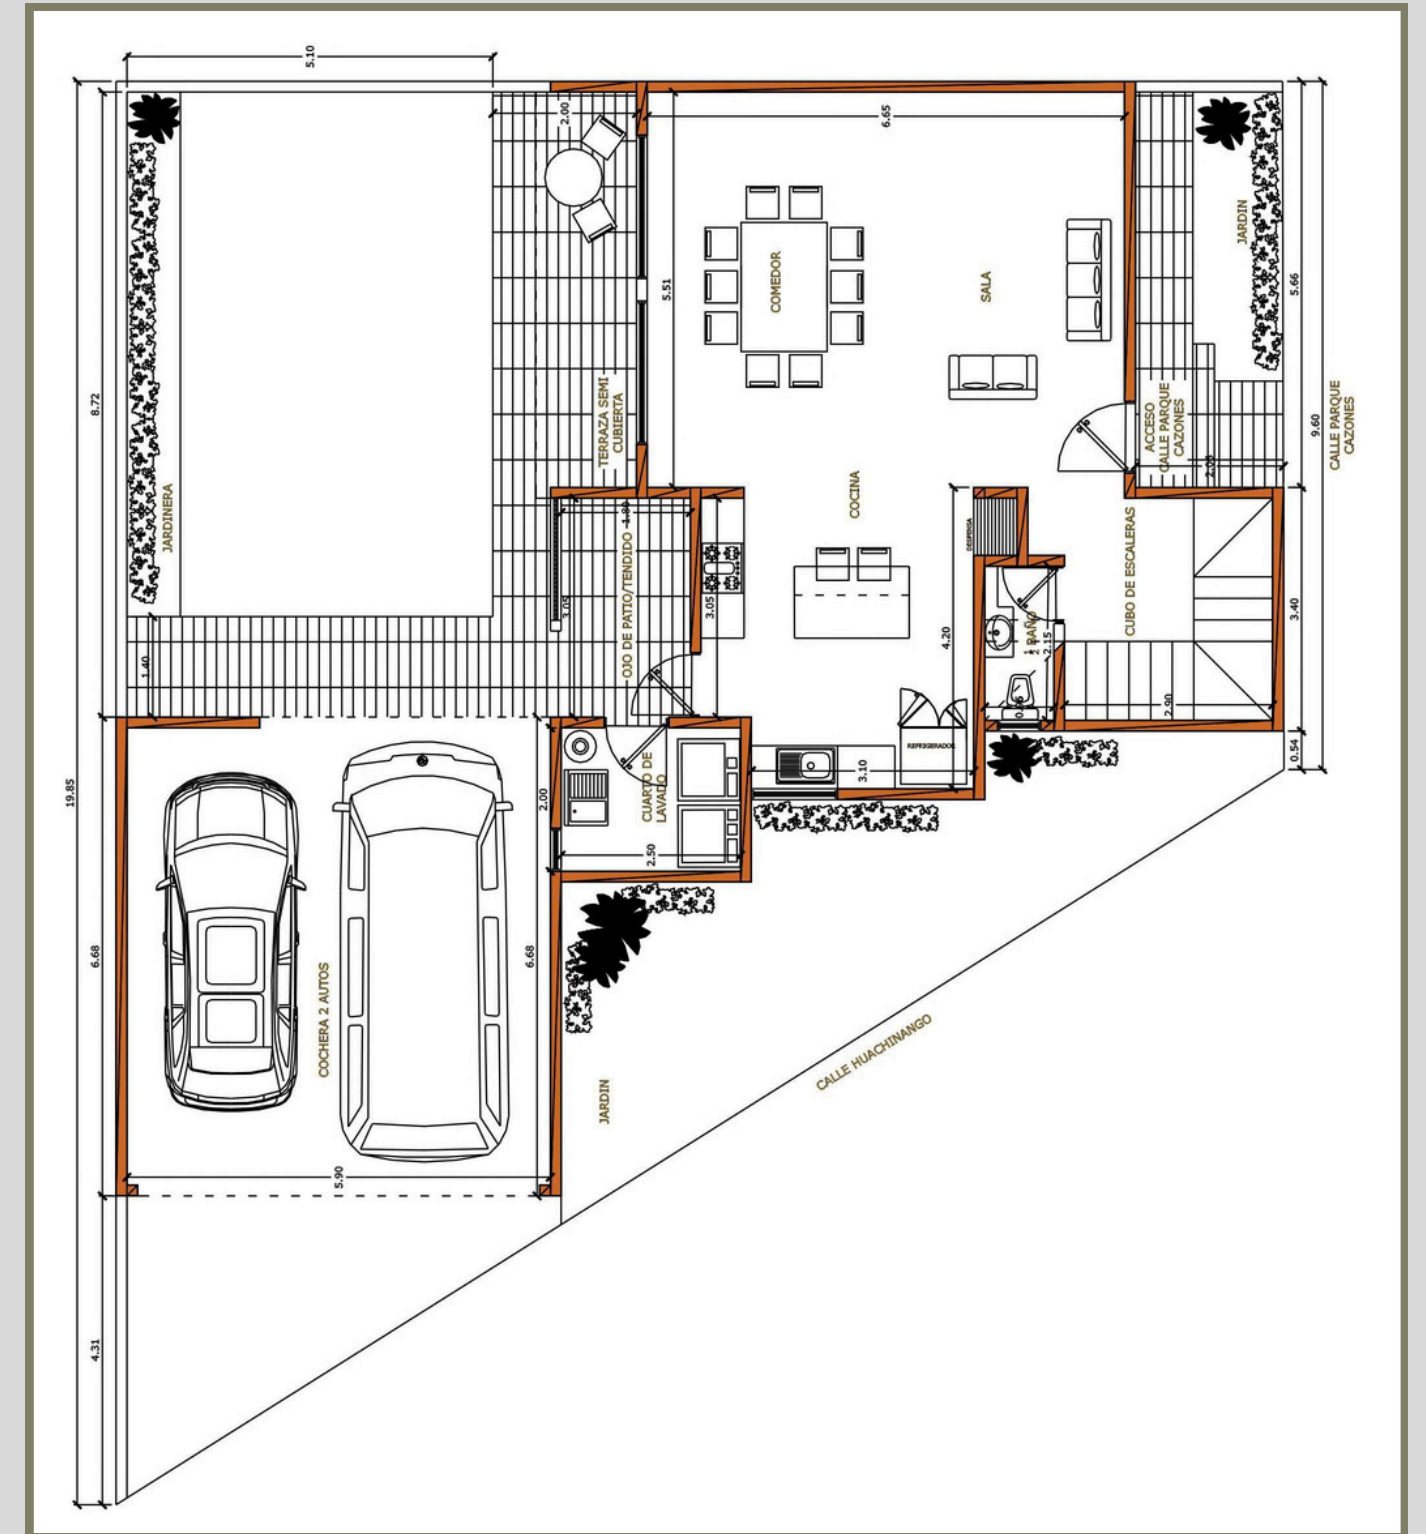 5.10
2.00
6.65
JARDIN
5.66
5.51
COMEDOR
SALA
8.72
TERRAZA SEMI
CUBIERTA
ACCESO
CALLE PARQUE
CAZONES
2.05
9.60
CALLE PARQUE
CAZONES
JARDINERA
COCINA
1.80
DESPENSA
OJO DE PATIO/TENDIDO
3.05
3.05
CUBO DE ESCALERAS
3.40
4.20
BAÑO
2.15
1.40
2.90
REFRIGERADOR
0.54
3.10
CUARTO DE
LAVADO
2.00
2.50
19.85
6.68
6.68
COCHERA 2 AUTOS
CALLE HUACHINANGO
JARDIN
5.90
4.31